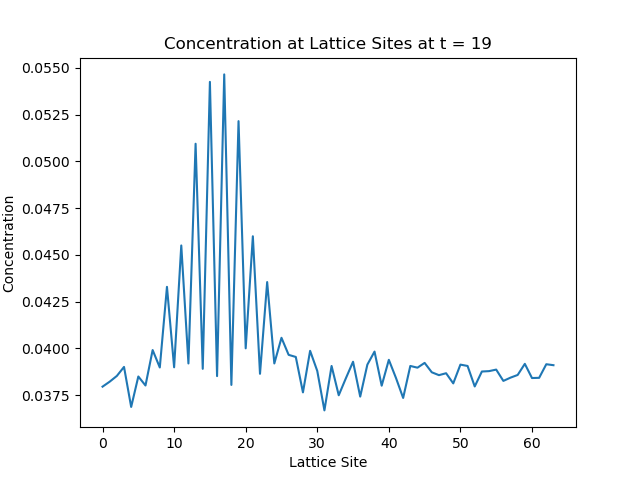 Concentration at Lattice Sites at t = 19
0.0550
0.0525
0.0500
0.0475
0.0450
0.0425
0.0400
0.0375
Concentration
0 10 20 30 40 50 60
Lattice Site